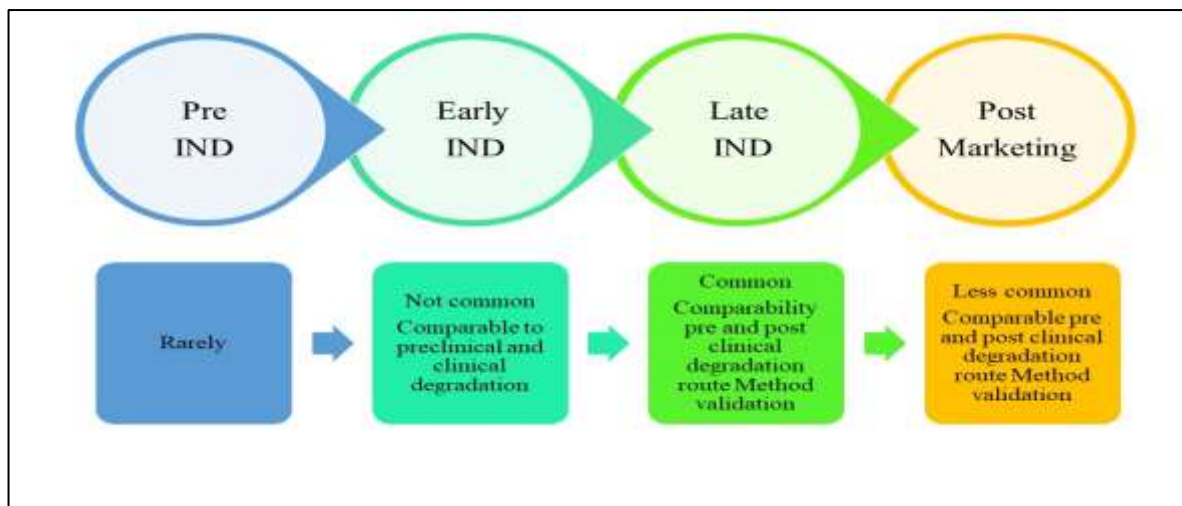 Pre
IND
Early
IND
Late
IND
Post
Marketing
Rarely
Not common
Comparable to
preclinical and
clinical
degradation
Common
Comparability
pre and post
clinical
degradation
route Method
validation
Less common
Comparable pre
and post clinical
degradation
route Method
validation